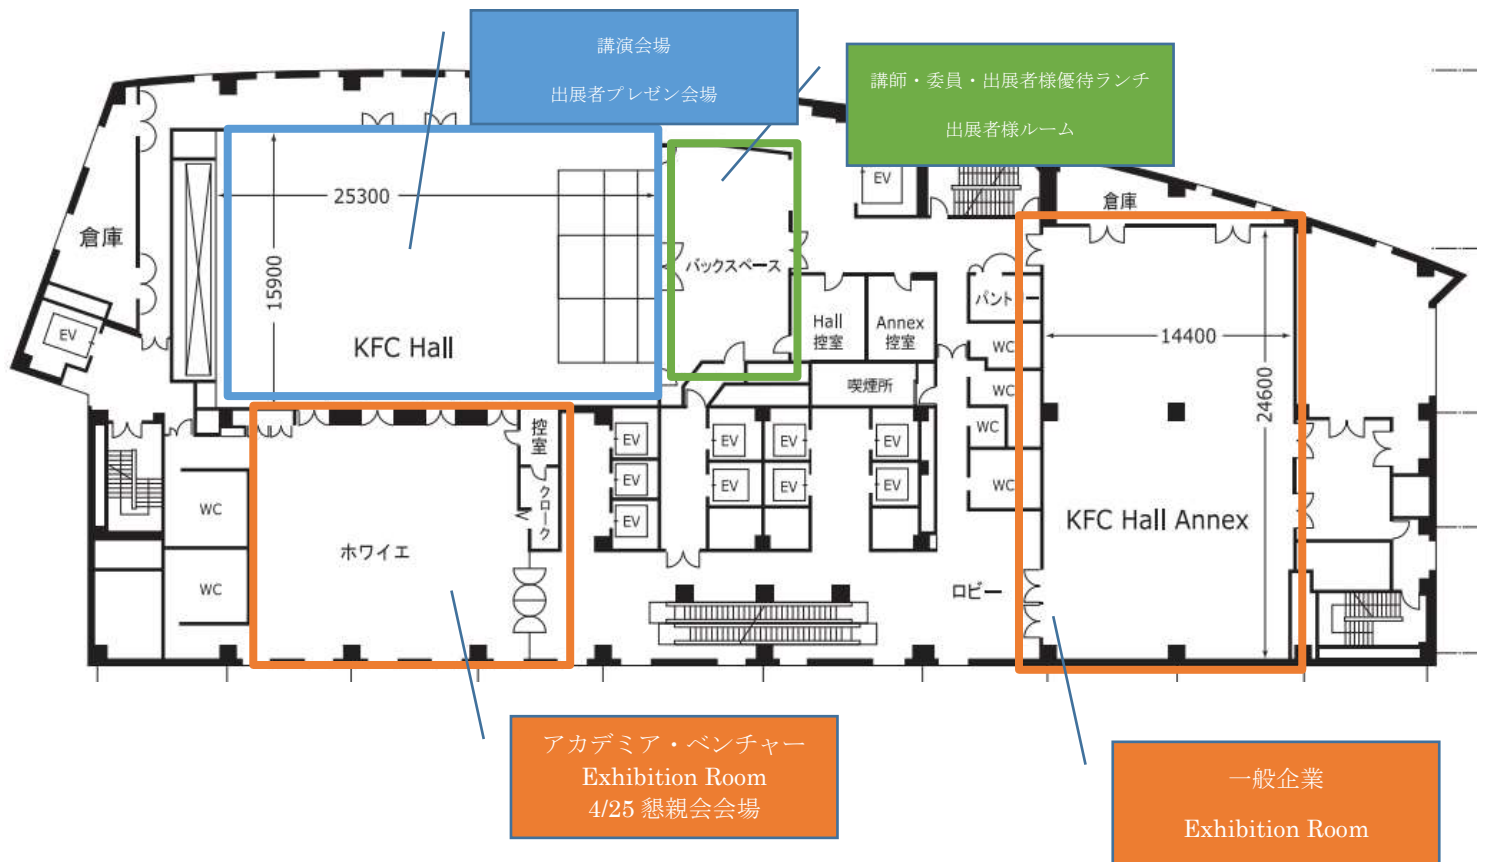 講演会場
出展者プレゼン会場
講師・委員・出展者様優待ランチ
出展者様ルーム
EV
倉庫
25300
倉庫
バックスペース
15900
パント
ー
Hall
控室
Annex
控室
14400
EV
KFC Hall
WC
喫煙所
WC
24600
控室
WC
EV
EV
EV
EV
クローク
EV
EV
EV
EV
WC
WC
EV
KFC Hall Annex
ホワイエ
WC
ロビー
アカデミア・ベンチャー
Exhibition Room
4/25 懇親会会場
一般企業
Exhibition Room